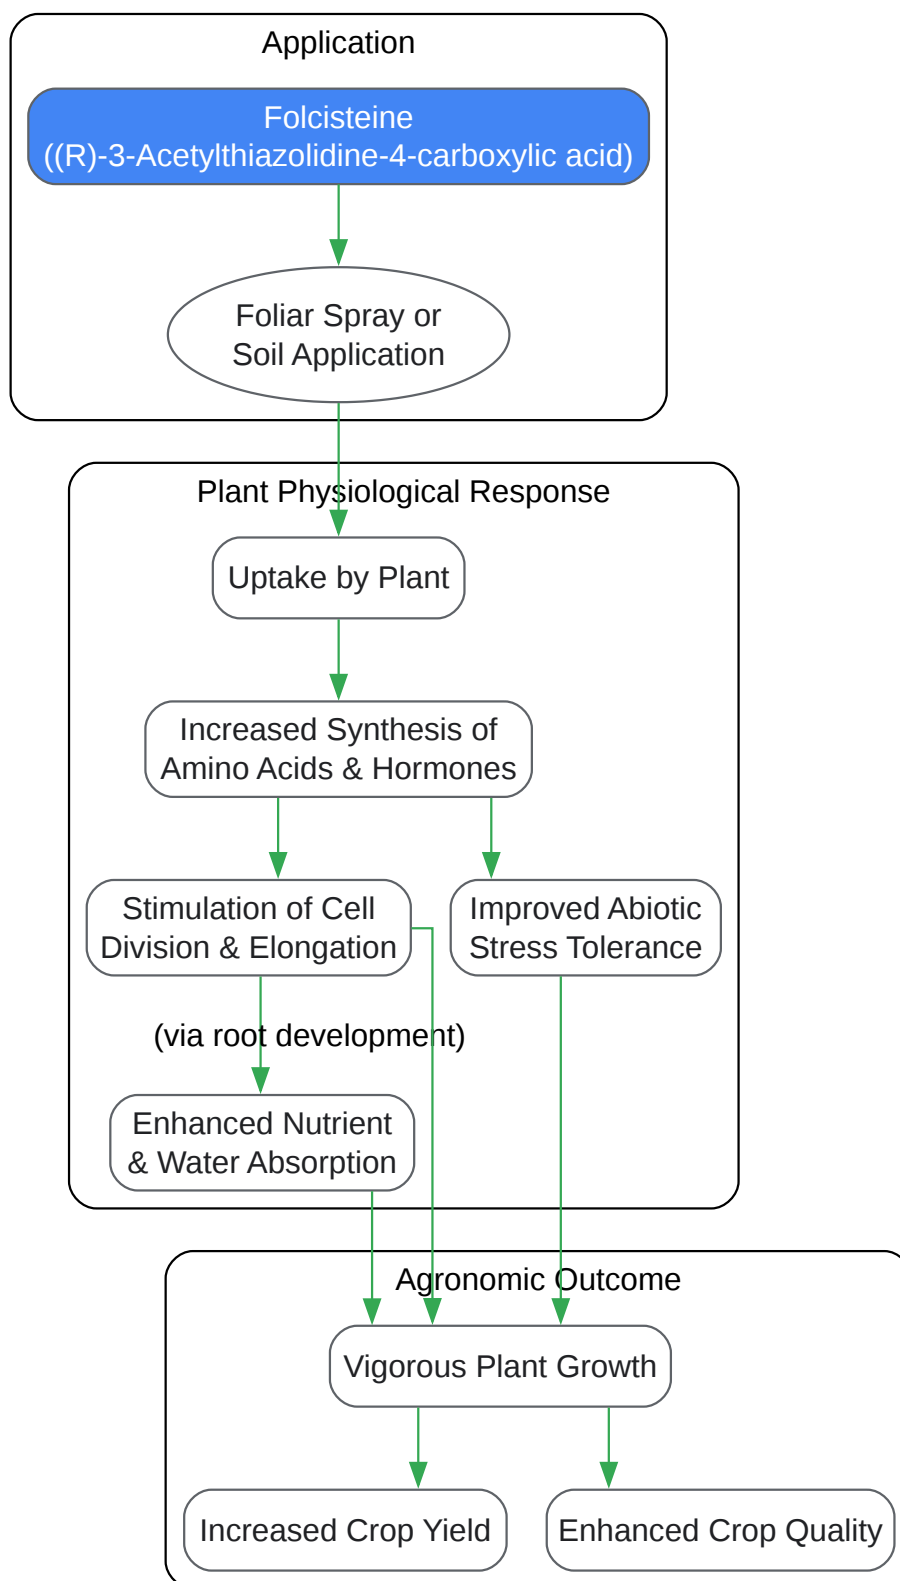 Application
Folcisteine
((R)-3-Acetylthiazolidine-4-carboxylic acid)
Foliar Spray or
Soil Application
Plant Physiological Response
Uptake by Plant
Increased Synthesis of
Amino Acids & Hormones
Stimulation of Cell
Division & Elongation
Improved Abiotic
Stress Tolerance
(via root development)
Enhanced Nutrient
& Water Absorption
Agronomic Outcome
Vigorous Plant Growth
Increased Crop Yield
Enhanced Crop Quality